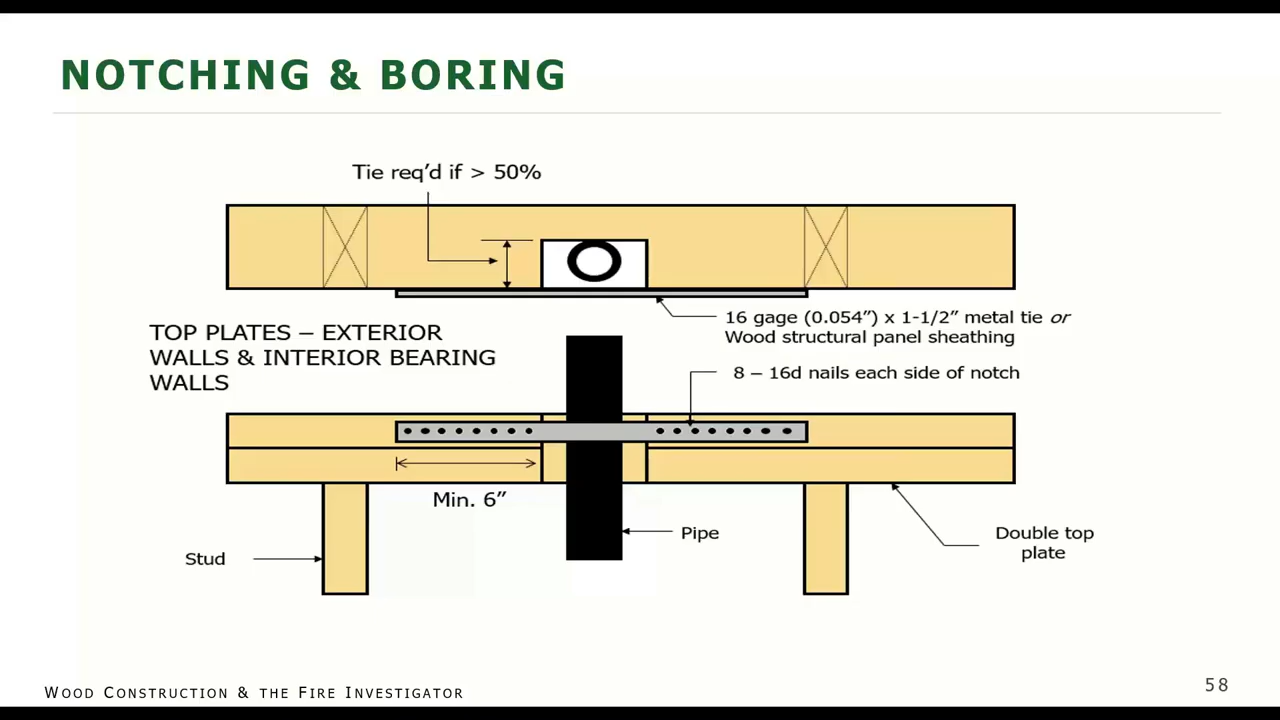 NOTCHING & BORING
Tie req’d if > 50%
16 gage (0.054”) x 1-1/2” metal tie or
Wood structural panel sheathing
TOP PLATES – EXTERIOR
WALLS & INTERIOR BEARING
WALLS
8 – 16d nails each side of notch
Min. 6”
Pipe
Double top
plate
Stud
WOOD CONSTRUCTION & THE FIRE INVESTIGATOR
58